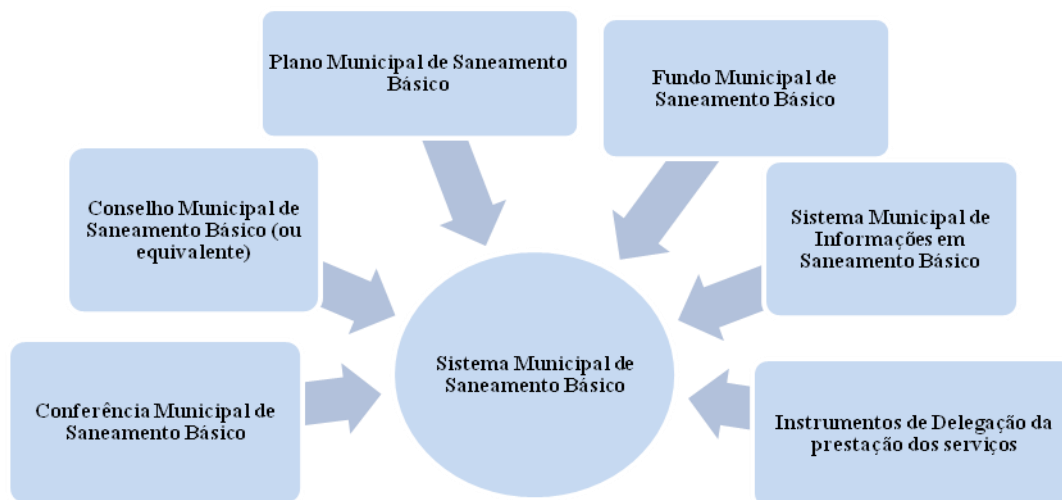 Plano Municipal de Saneamento
Básico
Fundo Municipal de
Saneamento Básico
Conselho Municipal de
Saneamento Básico (ou
equivalente)
Sistema Municipal de
Informações em
Saneamento Básico
Sistema Municipal de
Saneamento Básico
Conferência Municipal de
Saneamento Básico
Instrumentos de Delegação da
prestação dos serviços